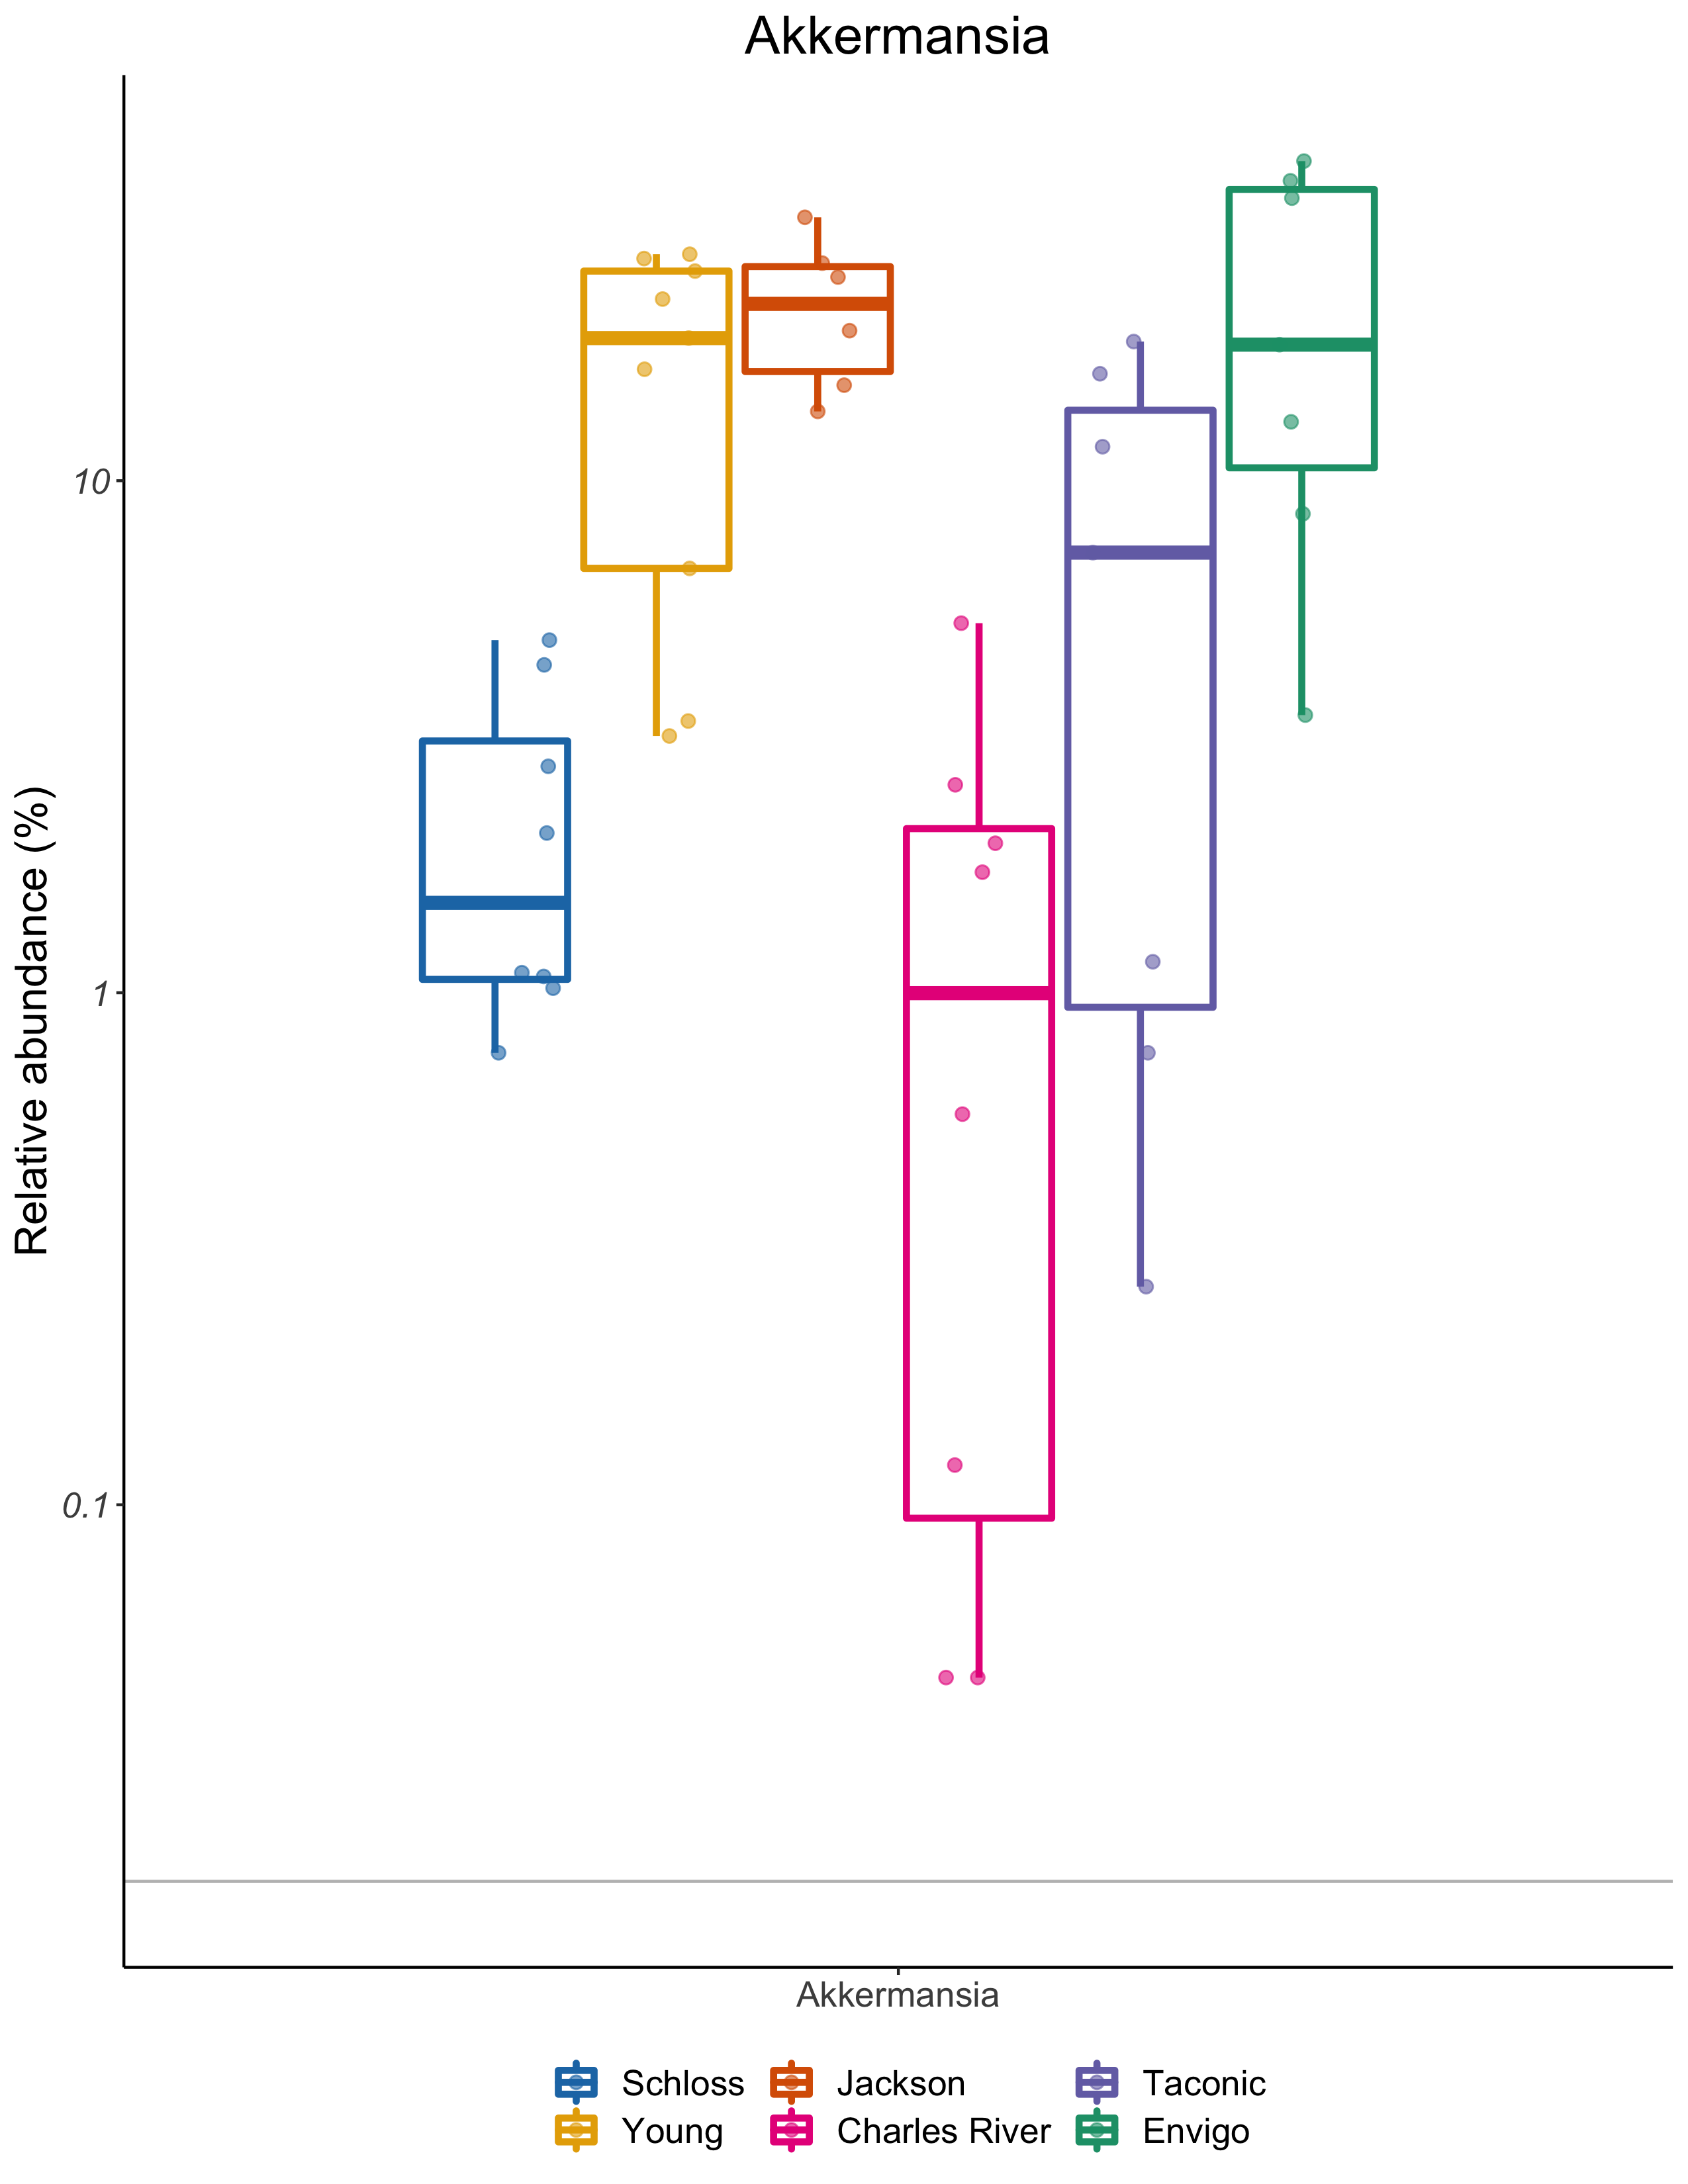 Akkermansia
Relative abundance (%)
10
1
0.1
Akkermansia
Schloss
Jackson
Taconic
Young
Charles River
Envigo